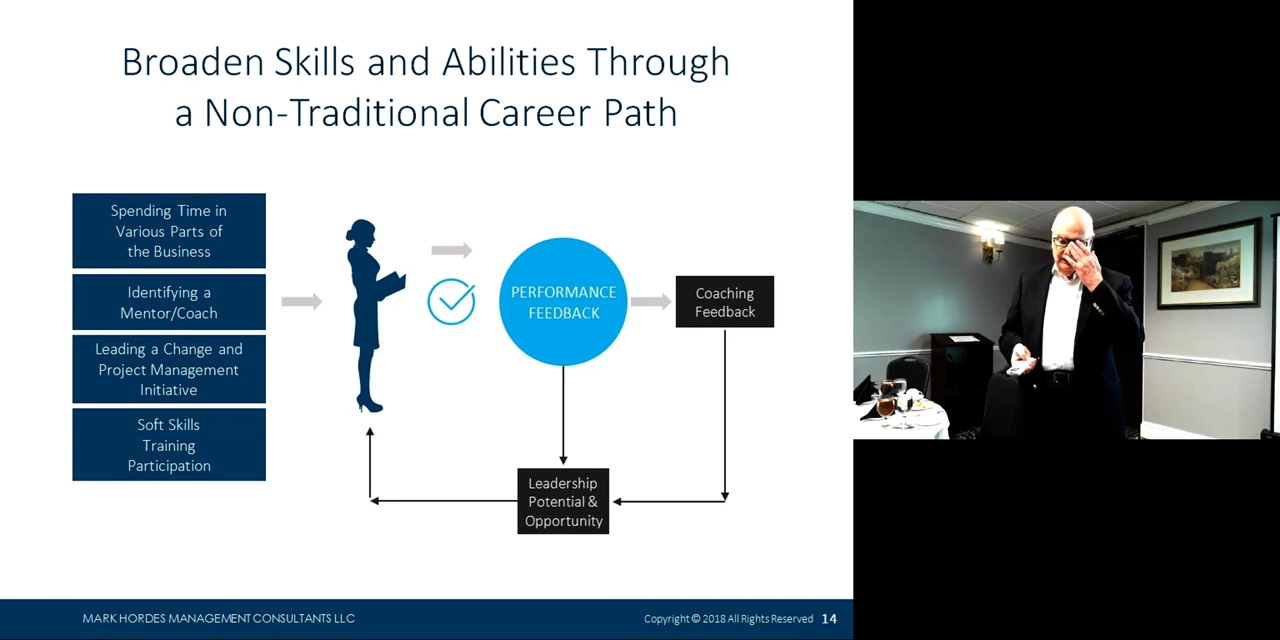 Broaden Skills and Abilities Through
a Non-Traditional Career Path
Spending Time in
Various Parts of
the Business
Identifying a
Mentor/Coach
Leading a Change and
Project Management
Initiative
Soft Skills
Training
Participation
PERFORMANCE
FEEDBACK
Coaching
Feedback
Leadership
Potential &
Opportunity
MARK HORDES MANAGEMENT CONSULTANTS LLC
Copyright © 2018 All Rights Reserved 14